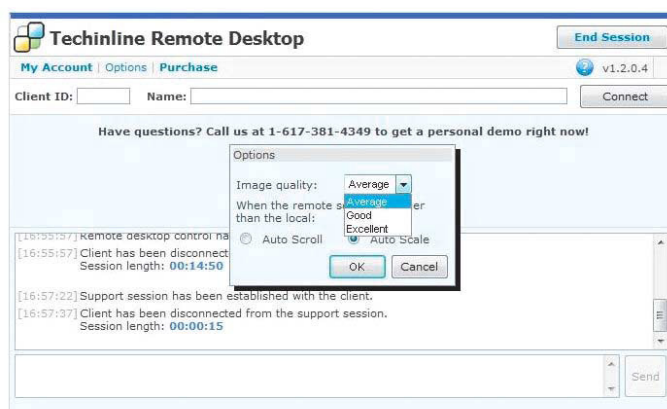 Techinline Remote Desktop
End Session
My Account | Options | Purchase
v1.2.0.4
Client ID:
Name:
Connect
Have questions? Call us at 1-617-381-4349 to get a personal demo right now!
Options
Image quality: Average
Average
Good
Excellent
When the remote s er
than the local:
Auto Scroll Auto Scale
OK Cancel
[16:55:57] Remote desktop control ha
[16:55:57] Client has been disconnect
Session length: 00:14:50
[16:57:22] Support session has been established with the client.
[16:57:37] Client has been disconnected from the support session.
Session length: 00:00:15
Send